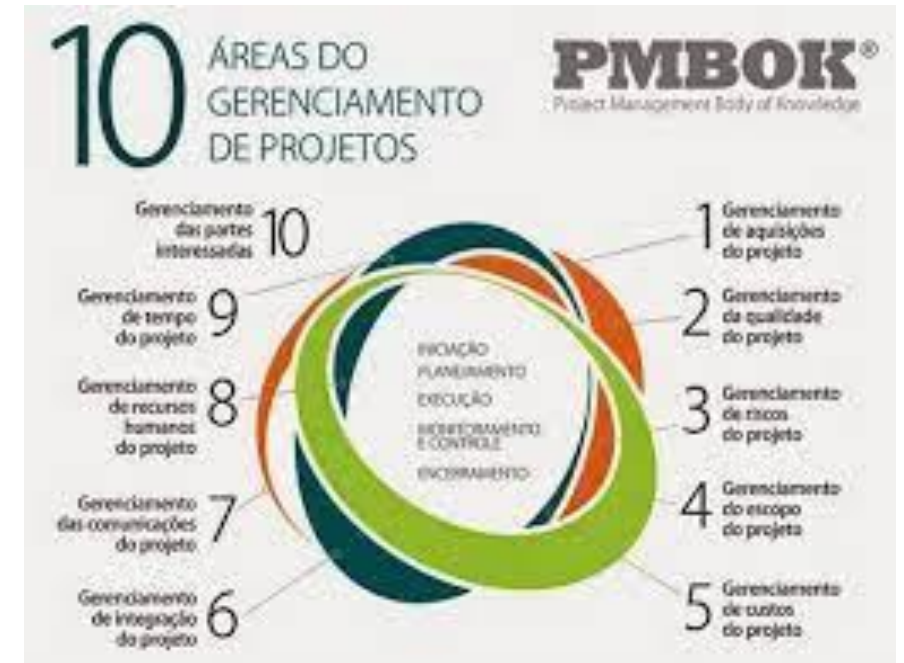 10
ÁREAS DO
GERENCIAMENTO
DE PROJETOS
PMBOK®
Project Management Body of Knowledge
Gerenciamento
das partes
interessadas
10
1
Gerenciamento
de aquisições
do projeto
Gerenciamento
de tempo
do projeto
9
2
Gerenciamento
da qualidade
do projeto
Gerenciamento
de recursos
humanos
do projeto
8
3
Gerenciamento
de riscos
do projeto
Gerenciamento
das comunicações
do projeto
7
4
Gerenciamento
do escopo
do projeto
Gerenciamento
de integração
do projeto
6
5
Gerenciamento
de custos
do projeto
INICIAÇÃO
PLANEJAMENTO
EXECUÇÃO
MONITORAMENTO
E CONTROLE
ENCERRAMENTO